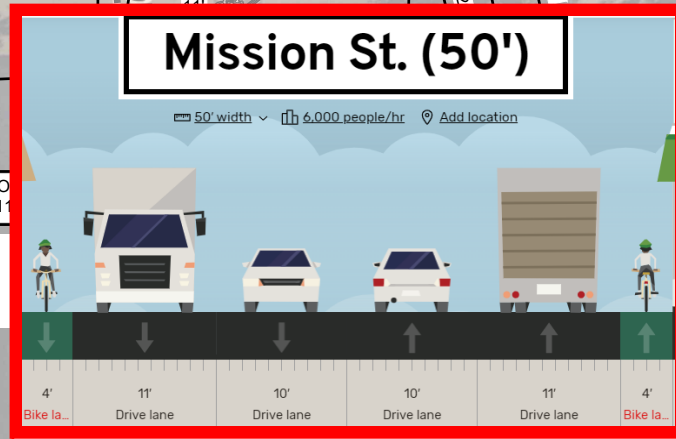 Mission St. (50')
50' width 6,000 people/hr Add location
4' 11' 10' 10' 11' 4'
Bike la... Drive lane Drive lane Drive lane Drive lane Bike la...